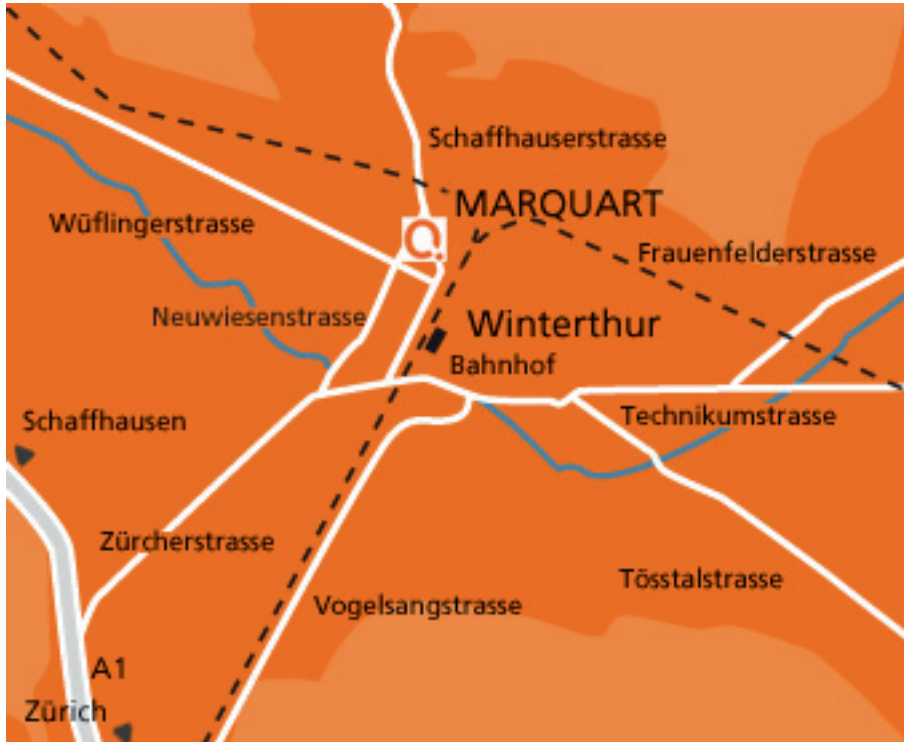 Schaffhauserstrasse
MARQUART
Wüflingerstrasse
Frauenfelderstrasse
Neuwiesenstrasse
Winterthur
Bahnhof
Schaffhausen
Technikumstrasse
Zürcherstrasse
Tösstalstrasse
Vogelsangstrasse
A1
Zürich